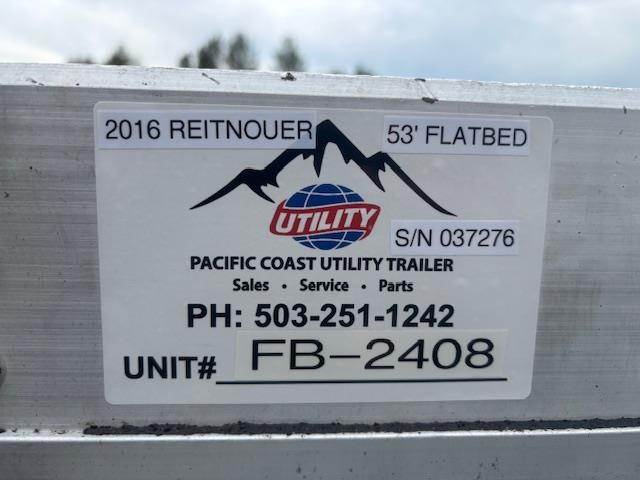 2016 REITNOUER 53' FLATBED
UTILITY
S/N 037276
PACIFIC COAST UTILITY TRAILER
Sales • Service • Parts
PH: 503-251-1242
UNIT# FB-2408